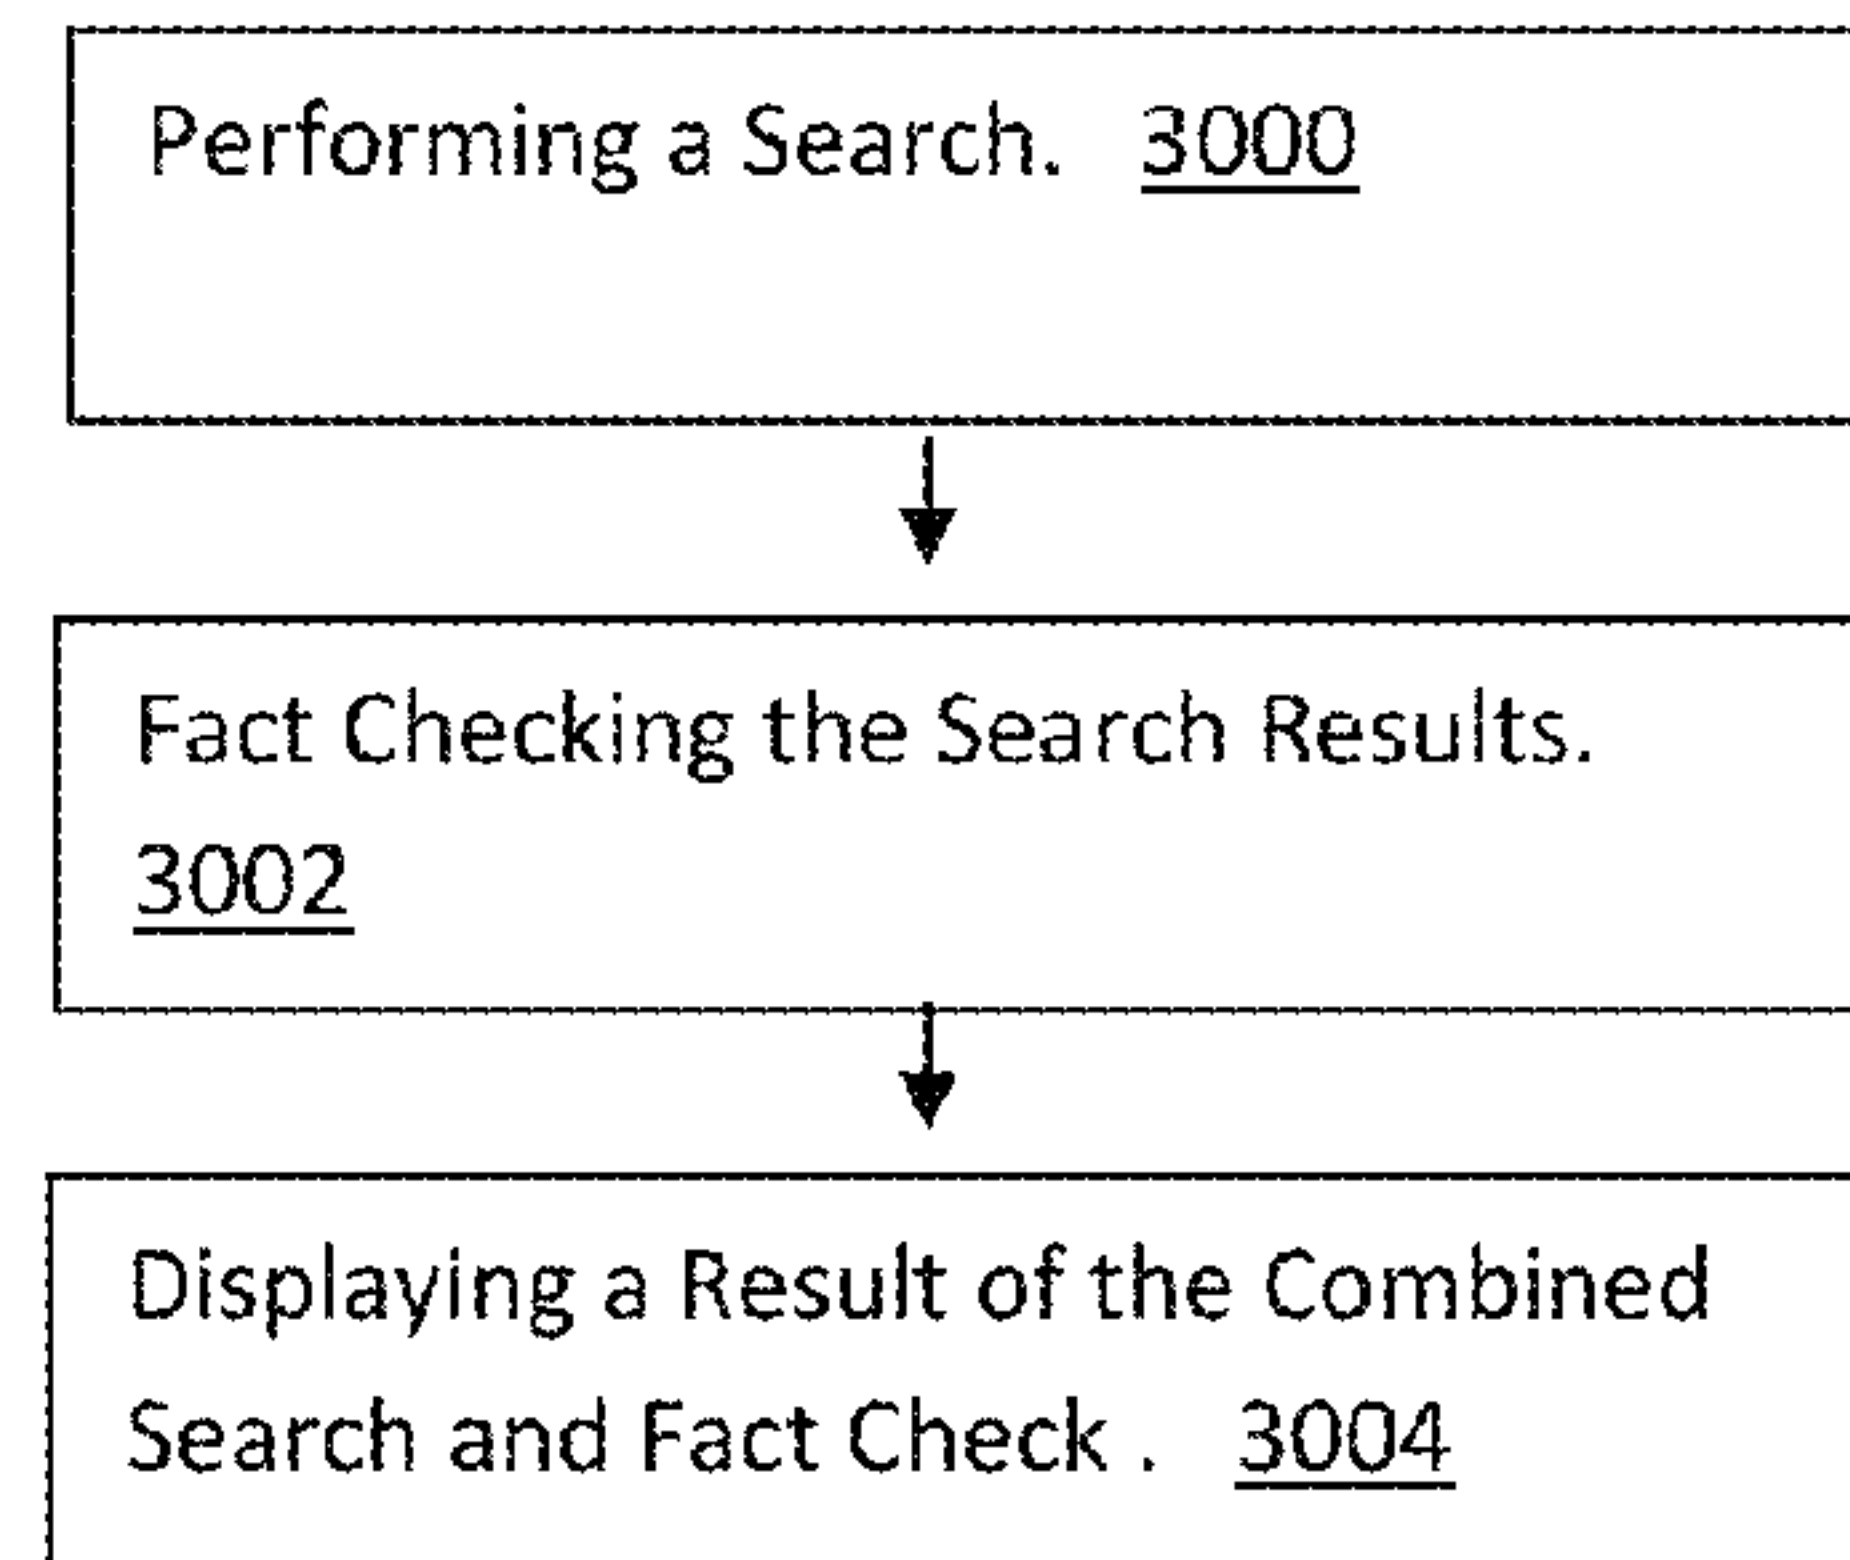 Performing a Search. 3000
Fact Checking the Search Results.
3002
Displaying a Result of the Combined
Search and Fact Check . 3004